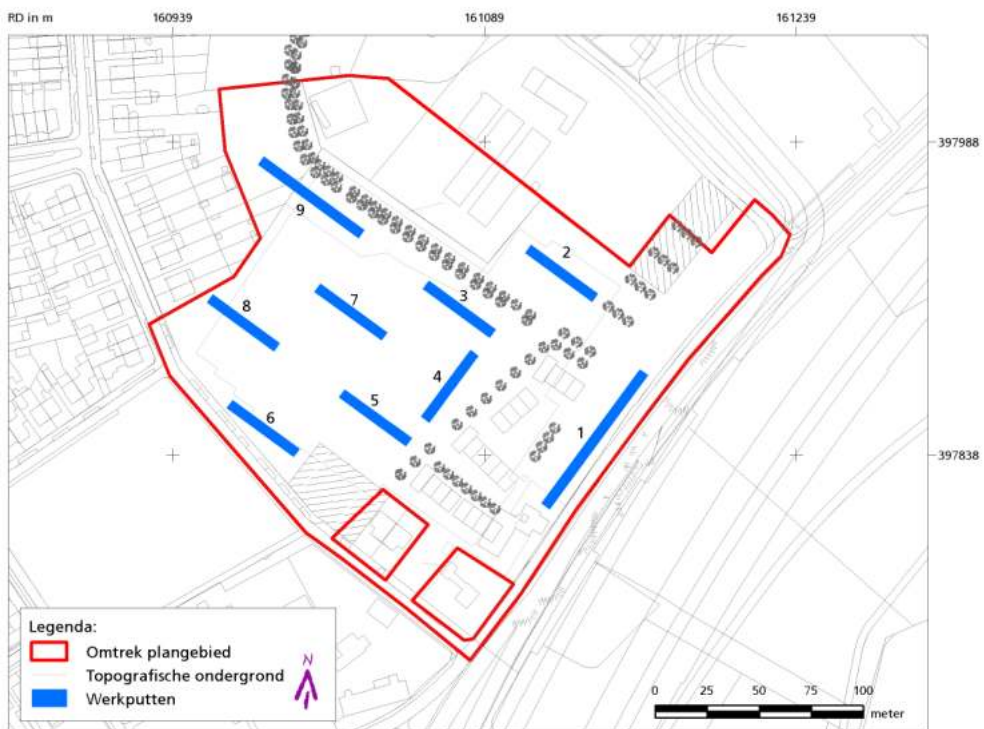 RD in m 160939 161089 161239
397988
9
2
8
7
3
4
6
5
1
397838
Legenda:
Omtrek plangebied
Topografische ondergrond
Werkputten
N
0 25 50 75 100
meter